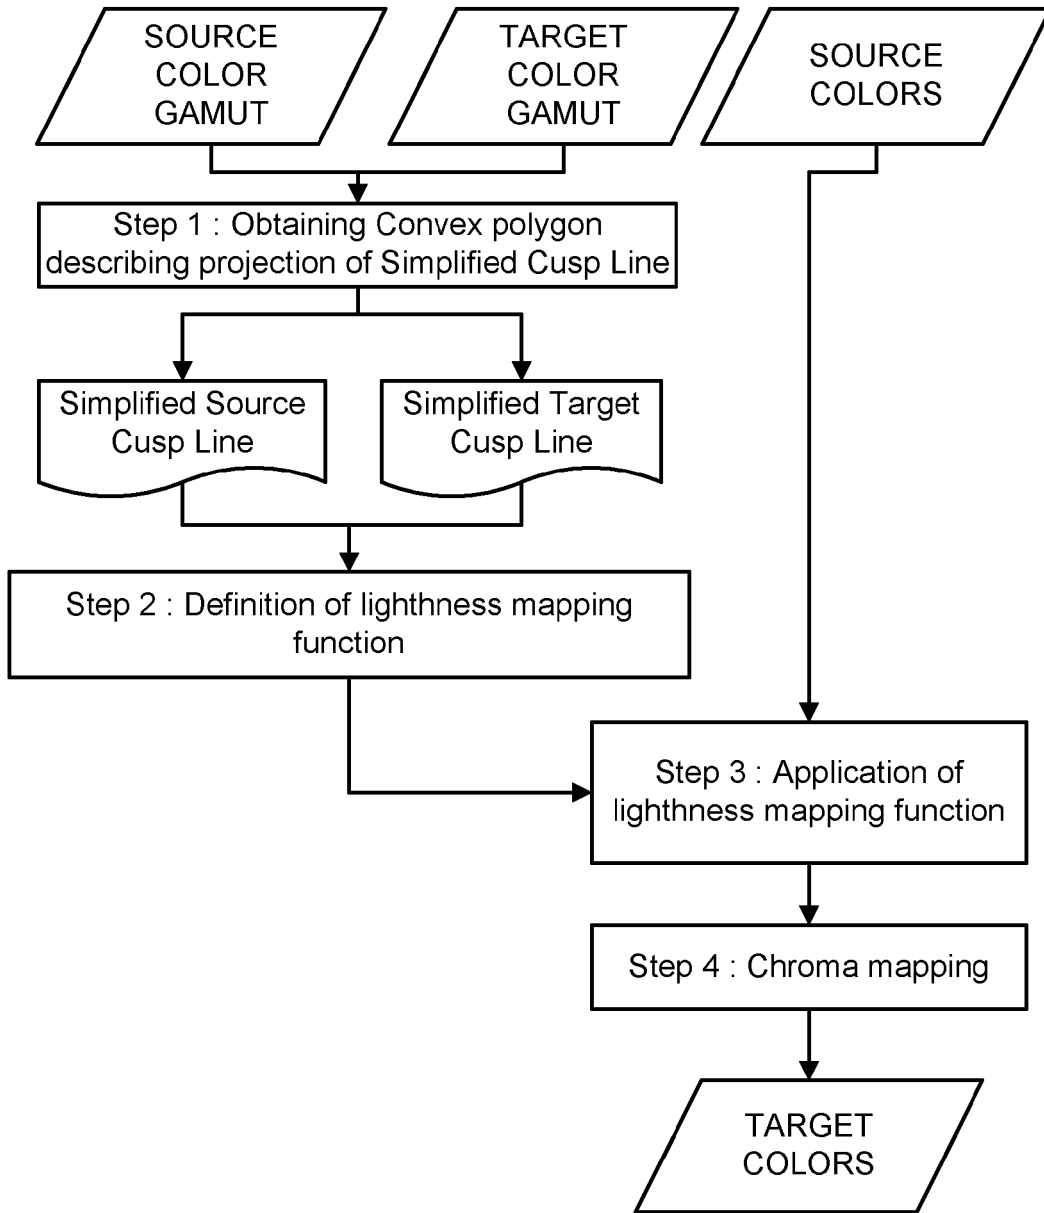 SOURCE
COLOR
GAMUT
TARGET
COLOR
GAMUT
SOURCE
COLORS
Step 1 : Obtaining Convex polygon
describing projection of Simplified Cusp Line
Simplified Source
Cusp Line
Simplified Target
Cusp Line
Step 2 : Definition of lighthness mapping
function
Step 3 : Application of
lighthness mapping function
Step 4 : Chroma mapping
TARGET
COLORS